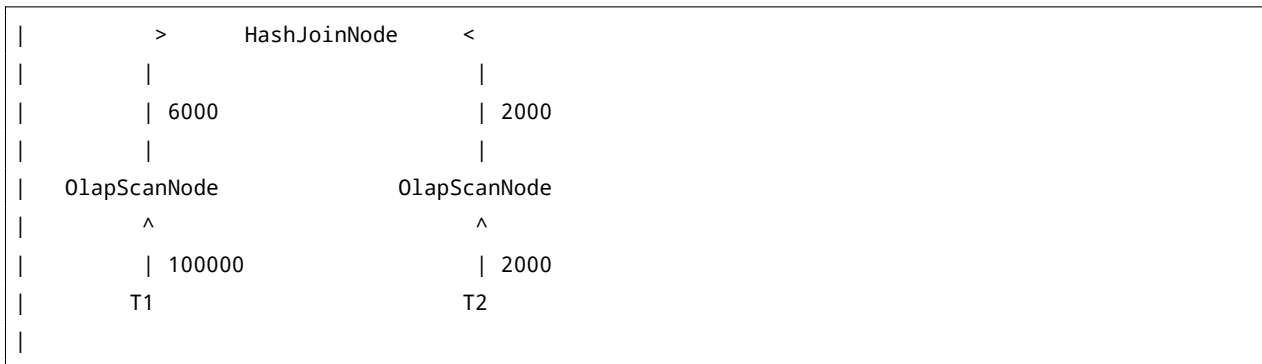 |          >      HashJoinNode     <
|         |                         |
|         | 6000                    | 2000
|         |                         |
|   OlapScanNode              OlapScanNode
|         ^                         ^
|         | 100000                  | 2000
|        T1                        T2
|